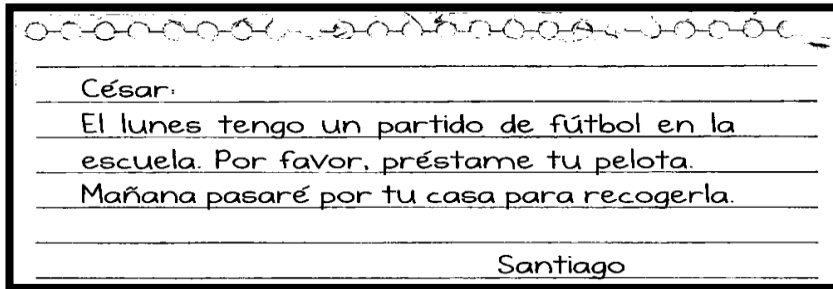 César:
El lunes tengo un partido de fútbol en la
escuela. Por favor, préstame tu pelota.
Mañana pasaré por tu casa para recogerla.
Santiago